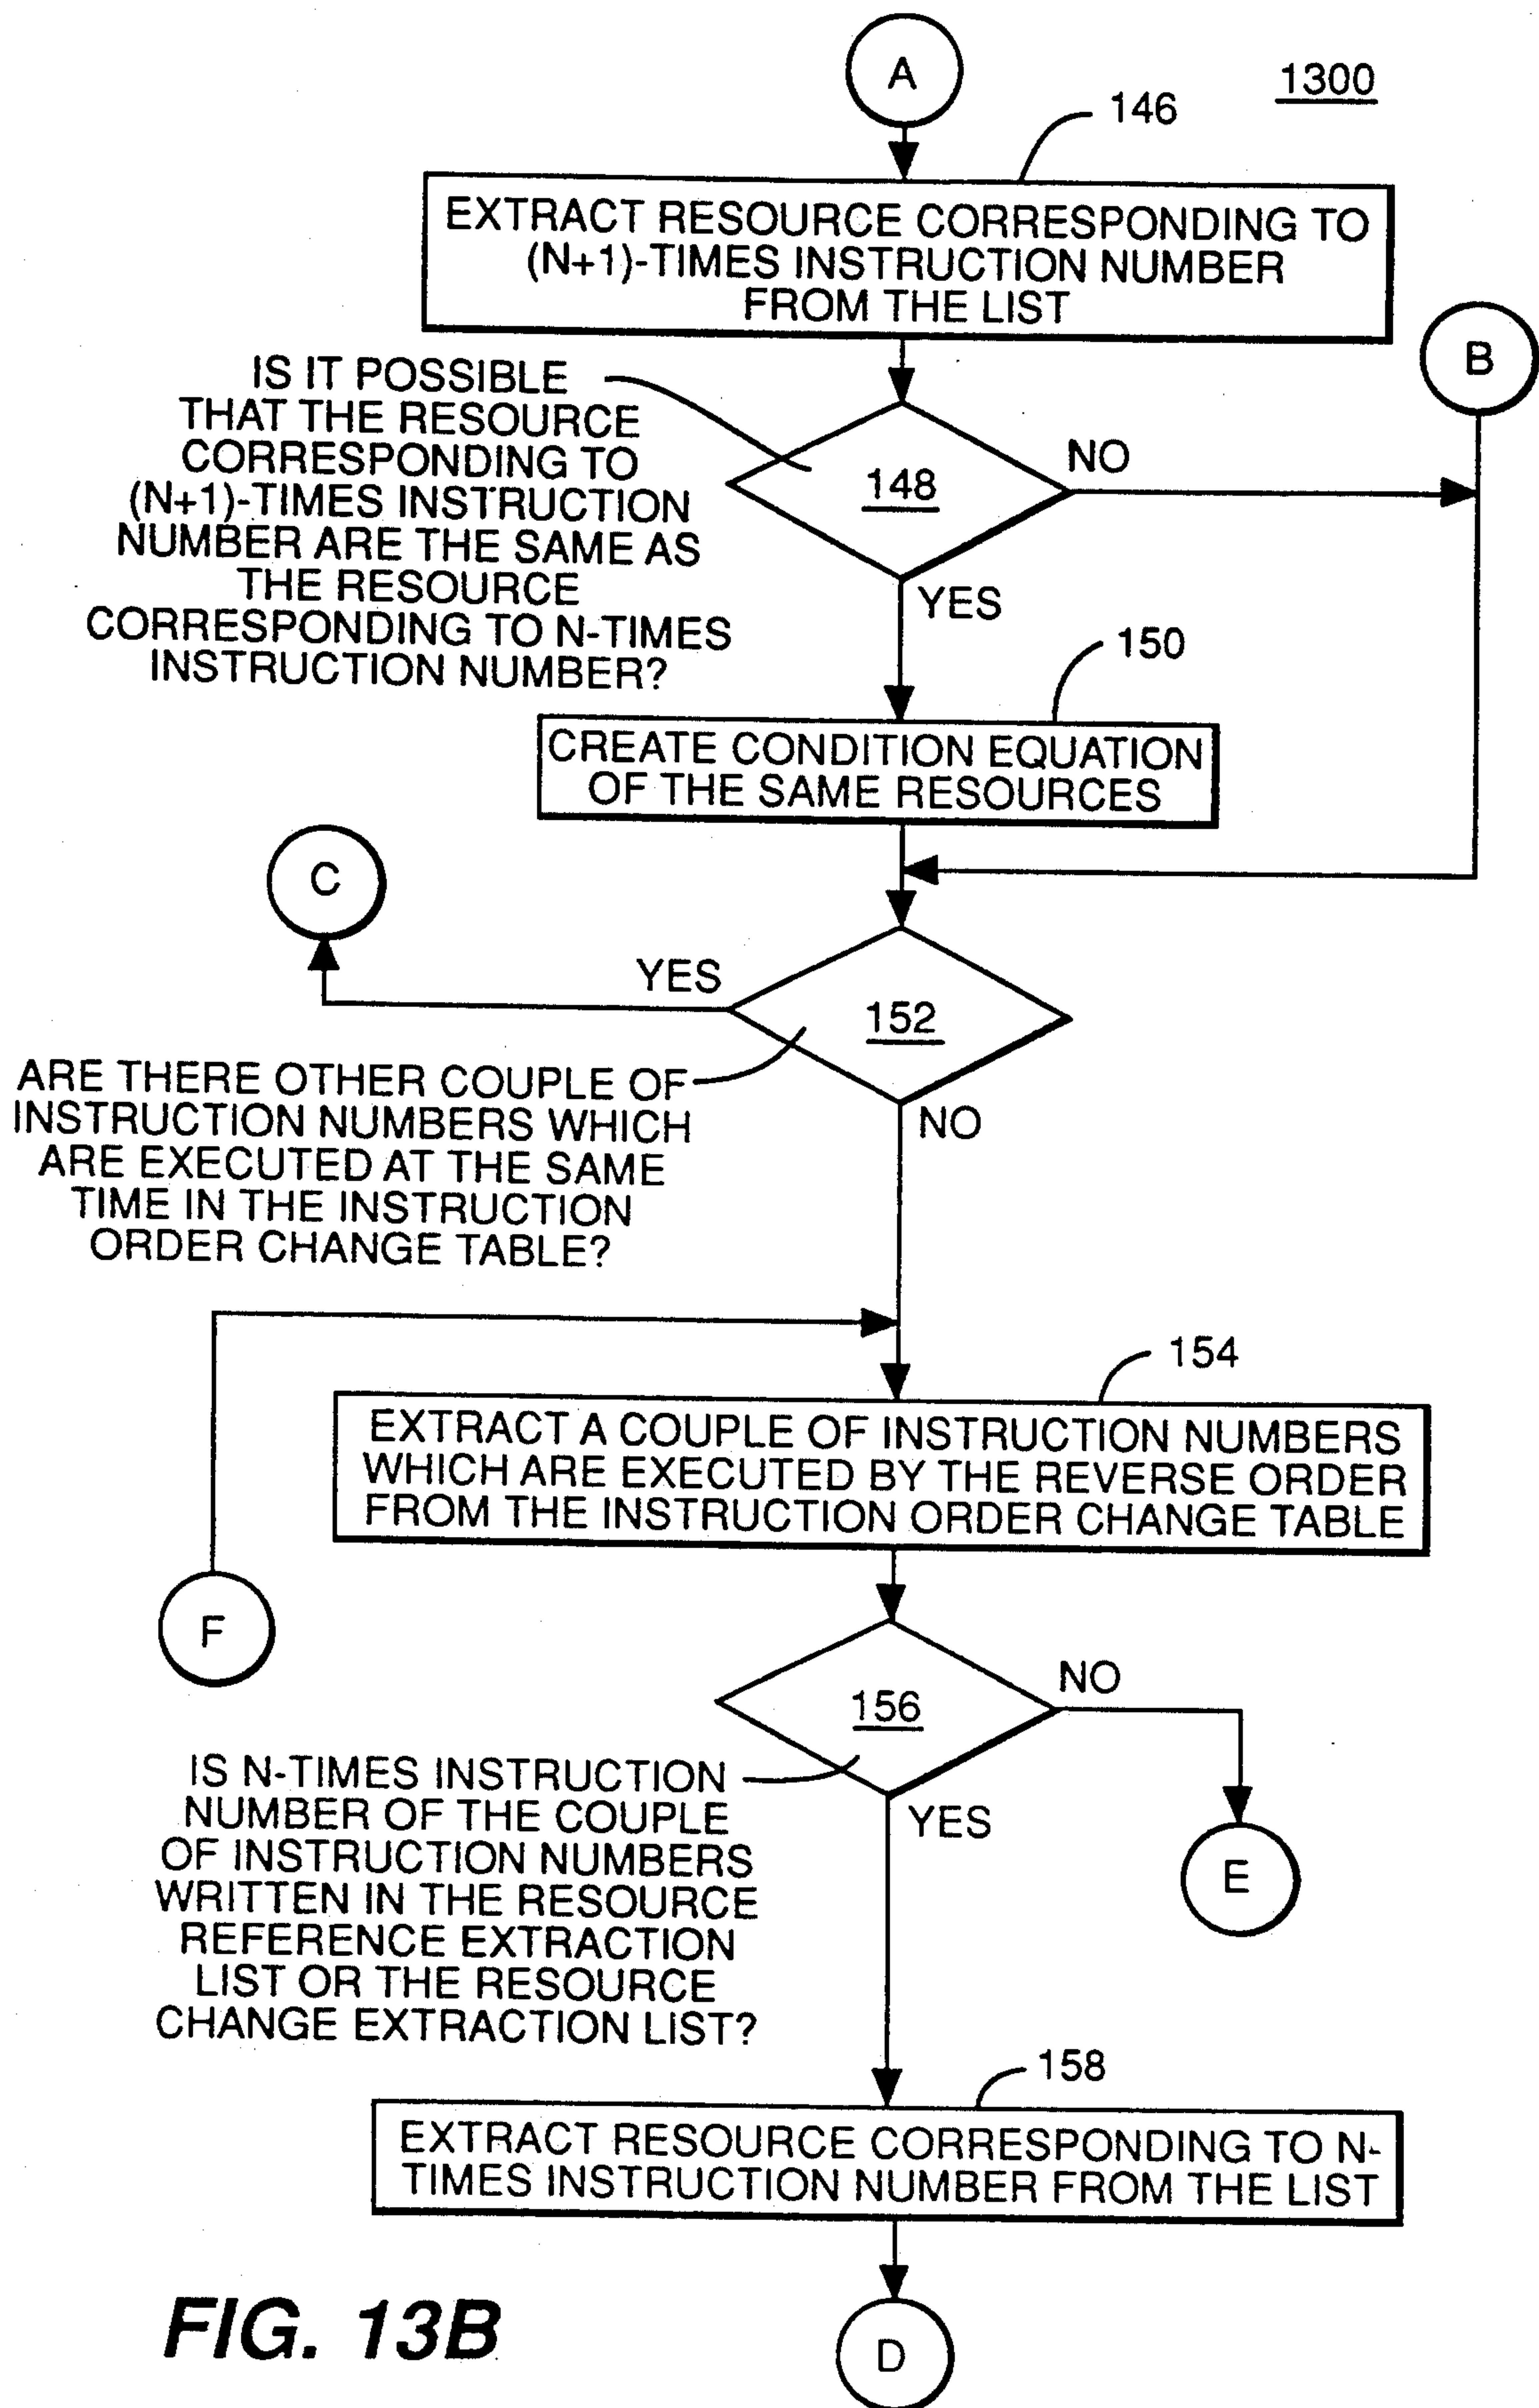 A
1300
146
EXTRACT RESOURCE CORRESPONDING TO
(N+1)-TIMES INSTRUCTION NUMBER
FROM THE LIST
B
IS IT POSSIBLE
THAT THE RESOURCE
CORRESPONDING TO
(N+1)-TIMES INSTRUCTION
NUMBER ARE THE SAME AS
THE RESOURCE
CORRESPONDING TO N-TIMES
INSTRUCTION NUMBER?
148
NO
YES
150
CREATE CONDITION EQUATION
OF THE SAME RESOURCES
C
YES
152
ARE THERE OTHER COUPLE OF
INSTRUCTION NUMBERS WHICH
ARE EXECUTED AT THE SAME
TIME IN THE INSTRUCTION
ORDER CHANGE TABLE?
NO
154
EXTRACT A COUPLE OF INSTRUCTION NUMBERS
WHICH ARE EXECUTED BY THE REVERSE ORDER
FROM THE INSTRUCTION ORDER CHANGE TABLE
F
156
NO
IS N-TIMES INSTRUCTION
NUMBER OF THE COUPLE
OF INSTRUCTION NUMBERS
WRITTEN IN THE RESOURCE
REFERENCE EXTRACTION
LIST OR THE RESOURCE
CHANGE EXTRACTION LIST?
YES
E
158
EXTRACT RESOURCE CORRESPONDING TO N-
TIMES INSTRUCTION NUMBER FROM THE LIST
D
FIG. 13B